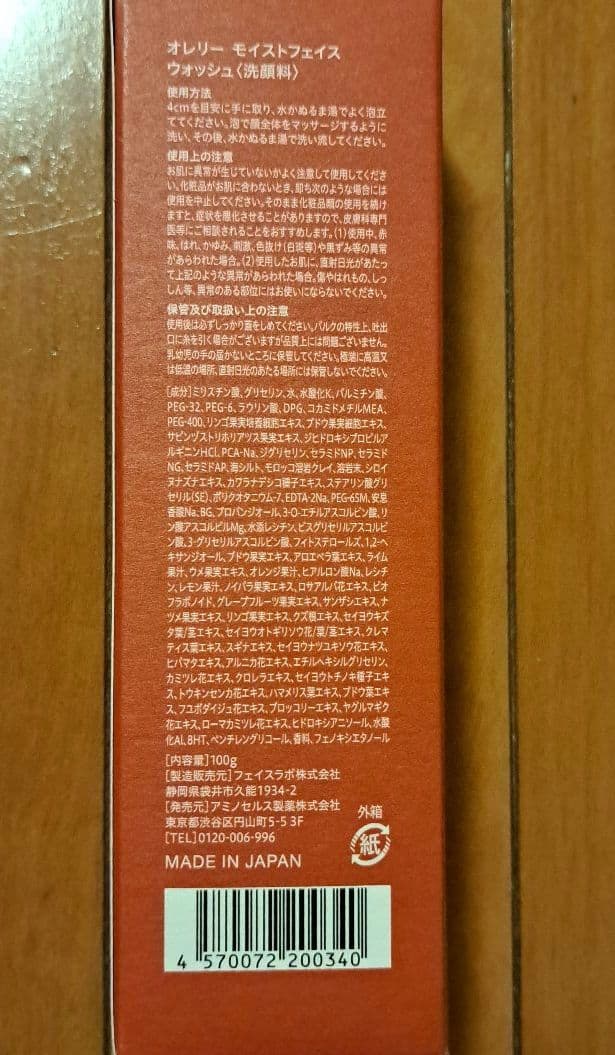 オレリー モイストフェイス
ウォッシュ〈洗顔料〉
使用方法
4cmを目安に手に取り、水かぬるま湯でよく泡立
ててください。泡で顔全体をマッサージするように
洗い、その後、水かぬるま湯で洗い流してください。
使用上の注意
お肌に異常が生じていないかよく注意して使用してくださ
い。化粧品がお肌に合わないとき、即ち次のような場合には
使用を中止してください。そのまま化粧品類の使用を続け
ますと、症状を悪化させることがありますので、皮膚科専門
医等にご相談されることをおすすめします。(1)使用中、赤
味、はれ、かゆみ、刺激、色抜け(白斑等)や黒ずみ等の異常
があらわれた場合。(2)使用したお肌に、直射日光があたっ
て上記のような異常があらわれた場合。傷やはれもの、しっ
しん等、異常のある部位にはお使いにならないでください。
保管及び取扱い上の注意
使用後は必ずしっかり蓋をしめてください。バルクの特性上、吐出
口に糸を引く場合がございますが品質上には問題ございません。
乳幼児の手の届かないところに保管してください。極端に高温又
は低温の場所、直射日光のあたる場所には保管しないでください。
[成分]ミリスチン酸、グリセリン、水、水酸化K、パルミチン酸、
PEG-32、PEG-6、ラウリン酸、DPG、コカミドメチルMEA、
PEG-400、リンゴ果実培養細胞エキス、ブドウ果実細胞エキス、
サピンヅストリホリアツス果実エキス、ジヒドロキシプロピルア
ルギニンHCl、PCA-Na、ジグリセリン、セラミドNP、セラミド
NG、セラミドAP、海シルト、モロッコ溶岩クレイ、溶岩末、シロイ
ヌナズナエキス、カワラナデシコ種子エキス、ステアリン酸グリ
セリル(SE)、ポリクオタニウム-7、EDTA-2Na、PEG-65M、安息
香酸Na、BG、プロパンジオール、3-O-エチルアスコルビン酸、リ
ン酸アスコルビルMg、水添レシチン、ビスグリセリルアスコルビ
ン酸、3-グリセリルアスコルビン酸、フィトステロールズ、1,2-ヘ
キサンジオール、ブドウ果実エキス、アロエベラ葉エキス、ライム
果汁、ウメ果実エキス、オレンジ果汁、ヒアルロン酸Na、レシチ
ン、レモン果汁、ノイバラ果実エキス、ロサアルバ花エキス、ビオ
フラボノイド、グレープフルーツ果実エキス、サンザシエキス、ナ
ツメ果実エキス、リンゴ果実エキス、クズ根エキス、セイヨウキズ
タ葉/茎エキス、セイヨウオトギリソウ花/葉/茎エキス、クレマ
ティス葉エキス、スギナエキス、セイヨウナツユキソウ花エキス、
ヒバマタエキス、アルニカ花エキス、エチルヘキシルグリセリン、
カミツレ花エキス、クロレラエキス、セイヨウトチノキ種子エキ
ス、トウキンセンカ花エキス、ハマメリス葉エキス、ブドウ葉エキ
ス、フユボダイジュ花エキス、ブロッコリーエキス、ヤグルマギク
花エキス、ローマカミツレ花エキス、ヒドロキシアニソール、水酸
化Al、BHT、ペンチレングリコール、香料、フェノキシエタノール
[内容量]100g
[製造販売元]フェイスラボ株式会社
静岡県袋井市久能1934-2
[発売元]アミノセルス製薬株式会社
東京都渋谷区円山町5-5 3F
[TEL]0120-006-996
MADE IN JAPAN
外箱
紙
4 570072 200340